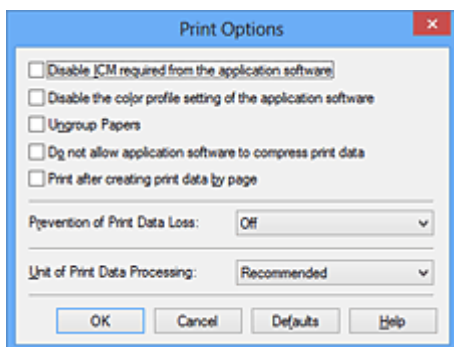 Print Options
Disable ICM required from the application software
Disable the color profile setting of the application software
Ungroup Papers
Do not allow application software to compress print data
Print after creating print data by page
Prevention of Print Data Loss: Off
Unit of Print Data Processing: Recommended
OK Cancel Defaults Help